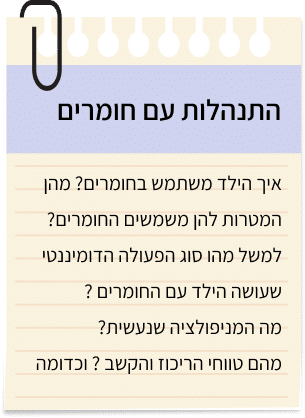 התנהלות עם חומרים
איך הילד משתמש בחומרים? מהן
המטרות להן משמשים החומרים?
למשל מהו סוג הפעולה הדומיננטי
שעושה הילד עם החומרים ?
מה המניפולציה שנעשית?
מהם טווחי הריכוז והקשב ? וכדומה